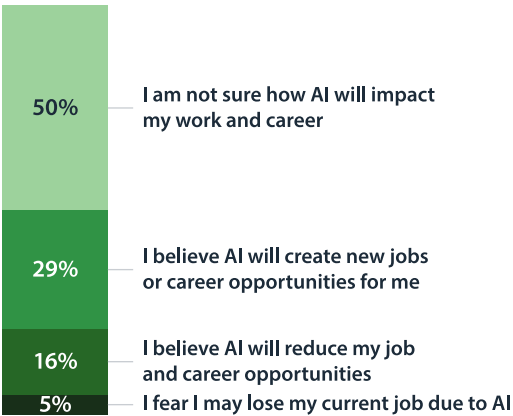 50%
I am not sure how AI will impact
my work and career
29%
I believe AI will create new jobs
or career opportunities for me
16%
I believe AI will reduce my job
and career opportunities
5%
I fear I may lose my current job due to AI